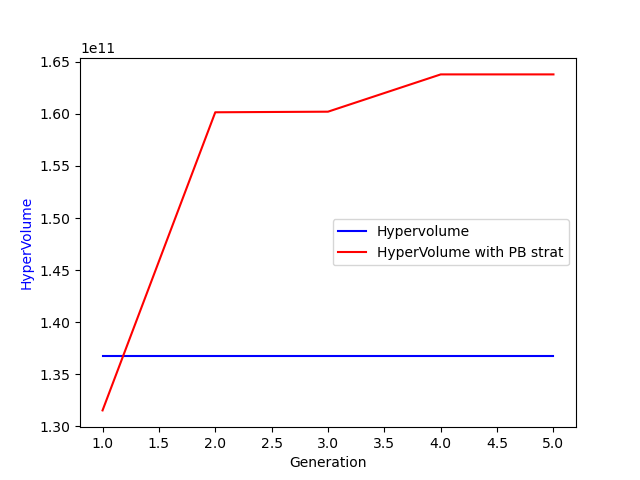 1e11
1.65
1.60
1.55
1.50
1.45
1.40
1.35
1.30
HyperVolume
Hypervolume
HyperVolume with PB strat
1.0 1.5 2.0 2.5 3.0 3.5 4.0 4.5 5.0
Generation